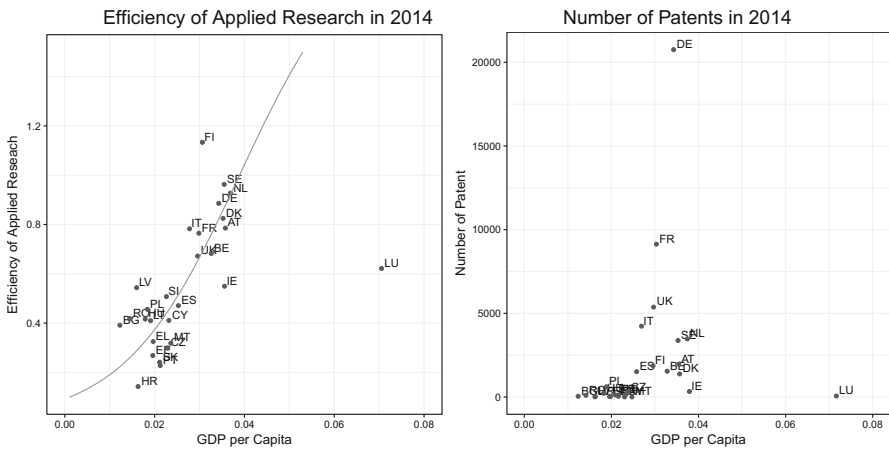 Efficiency of Applied Research in 2014
Efficiency of Applied Reseach
1.2
0.8
0.4
FI
SE
NL
DE
DK
AT
IT
FR
UK
BE
LU
IE
LV
SI
ES
PL
RO
HU
LT
CY
BG
EL
MT
CZ
SK
PT
HR
0.00
0.02
0.04
0.06
0.08
GDP per Capita
Number of Patents in 2014
Number of Patent
20000
15000
10000
5000
0
DE
FR
UK
IT
SE
NL
FI
AT
ES
BE
DK
PL
CZ
IE
LU
BG
MT
0.00
0.02
0.04
0.06
0.08
GDP per Capita